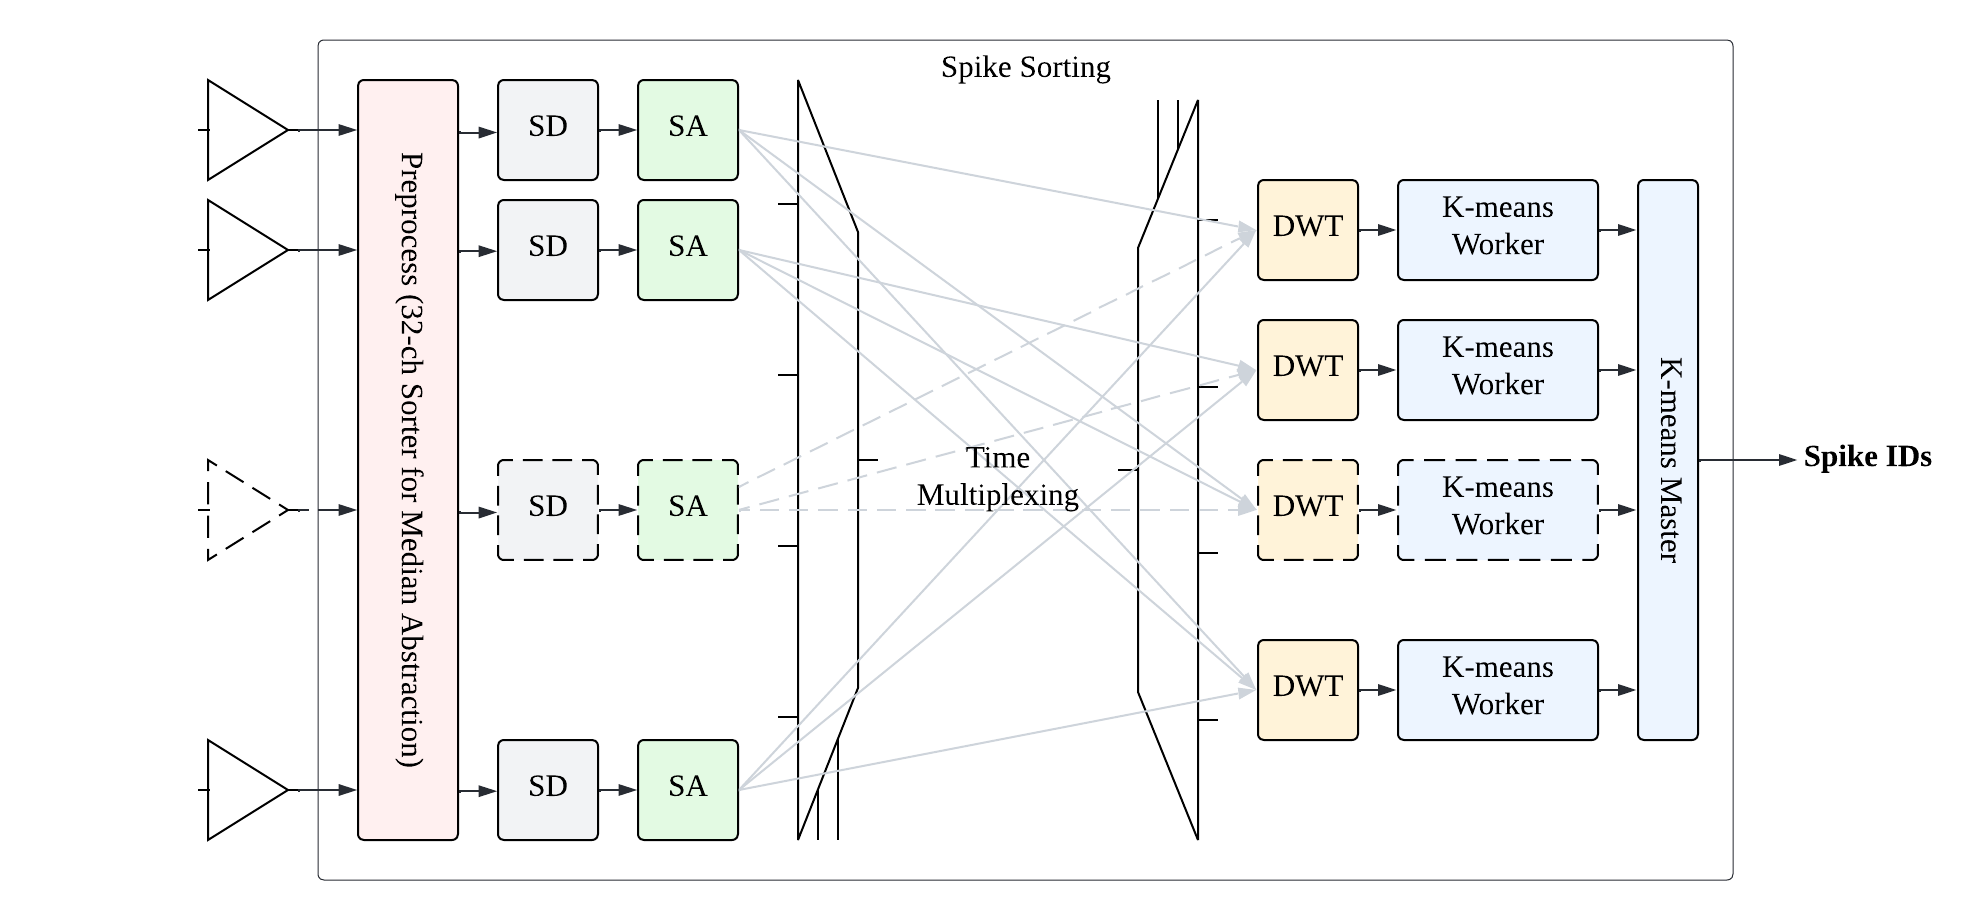 Spike Sorting
Preprocess (32-ch Sorter for Median Abstraction)
SD
SA
SD
SA
SD
SA
SD
SA
Time
Multiplexing
DWT
K-means
Worker
DWT
K-means
Worker
DWT
K-means
Worker
DWT
K-means
Worker
K-means Master
Spike IDs